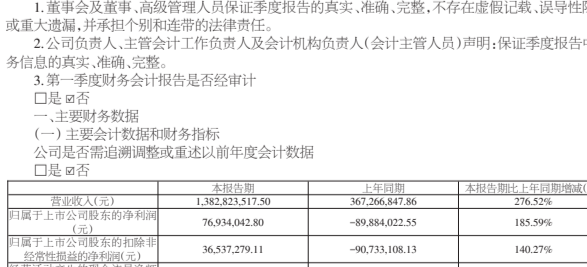 1.董事会及董事、高级管理人员保证季度报告的真实、准确、完整,不存在虚假记载、误导性
或重大遗漏,并承担个别和连带的法律责任。
2.公司负责人、主管会计工作负责人及会计机构负责人(会计主管人员)声明:保证季度报告
务信息的真实、准确、完整。
3.第一季度财务会计报告是否经审计
□是 ☑否
一、主要财务数据
(一) 主要会计数据和财务指标
公司是否需追溯调整或重述以前年度会计数据
□是 ☑否
本报告期 上年同期 本报告期比上年同期增减(
营业收入(元) 1,382,823,517.50 367,266,847.86 276.52%
归属于上市公司股东的净利润
(元) 76,934,042.80 -89,884,022.55 185.59%
归属于上市公司股东的扣除非
经常性损益的净利润(元) 36,537,279.11 -90,733,108.13 140.27%